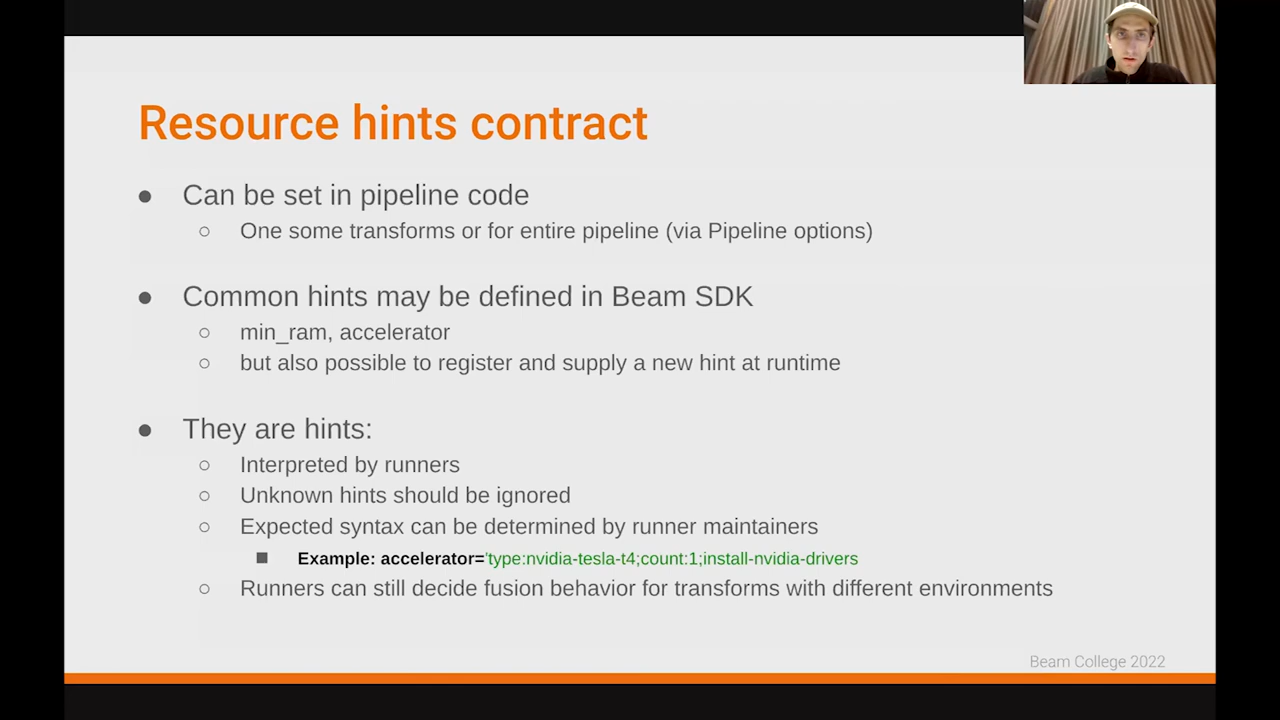 Resource hints contract
● Can be set in pipeline code
○ One some transforms or for entire pipeline (via Pipeline options)
● Common hints may be defined in Beam SDK
○ min_ram, accelerator
○ but also possible to register and supply a new hint at runtime
● They are hints:
○ Interpreted by runners
○ Unknown hints should be ignored
○ Expected syntax can be determined by runner maintainers
■ Example: accelerator='type:nvidia-tesla-t4;count:1;install-nvidia-drivers
○ Runners can still decide fusion behavior for transforms with different environments
Beam College 2022